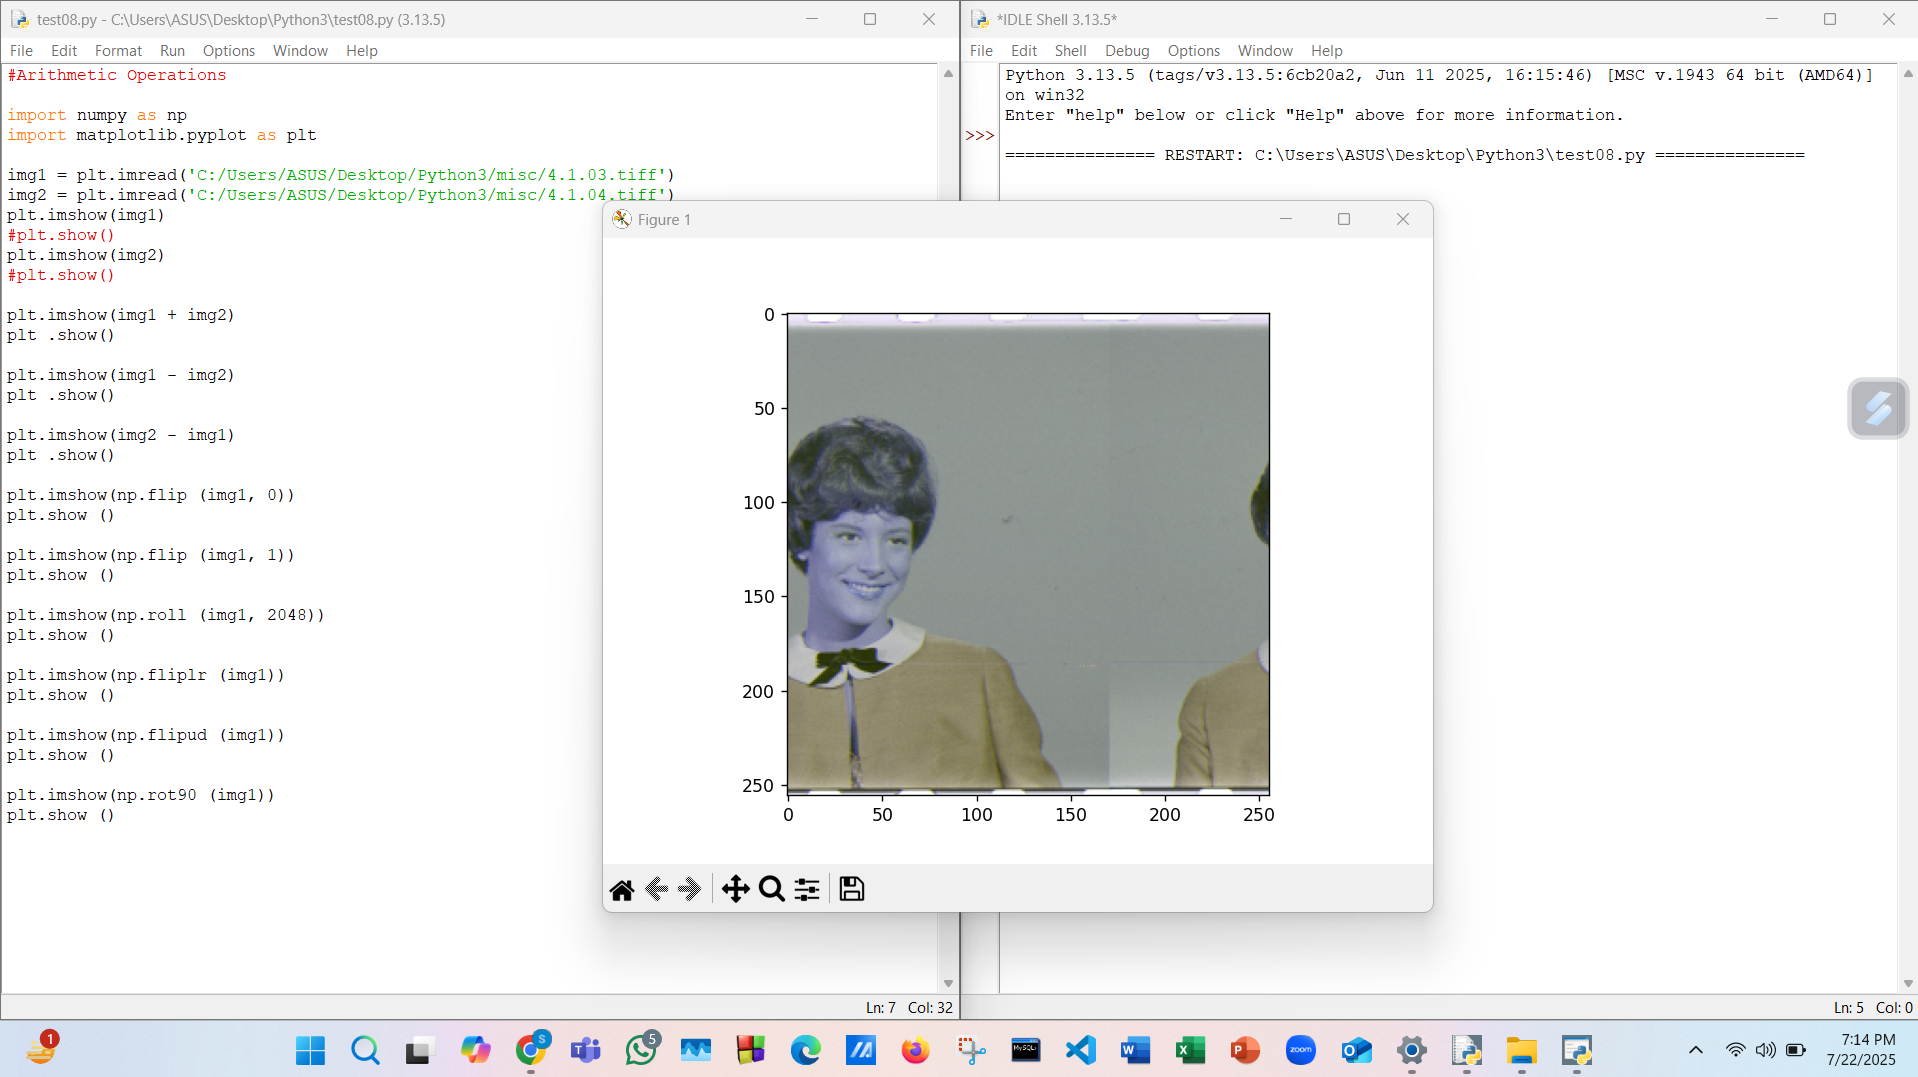 test08.py - C:\Users\ASUS\Desktop\Python3\test08.py (3.13.5)
File Edit Format Run Options Window Help
#Arithmetic Operations
import numpy as np
import matplotlib.pyplot as plt
img1 = plt.imread('C:/Users/ASUS/Desktop/Python3/misc/4.1.03.tiff')
img2 = plt.imread('C:/Users/ASUS/Desktop/Python3/misc/4.1.04.tiff')
plt.imshow(img1)
#plt.show()
plt.imshow(img2)
#plt.show()
plt.imshow(img1 + img2)
plt .show()
plt.imshow(img1 - img2)
plt .show()
plt.imshow(img2 - img1)
plt .show()
plt.imshow(np.flip (img1, 0))
plt.show ()
plt.imshow(np.flip (img1, 1))
plt.show ()
plt.imshow(np.roll (img1, 2048))
plt.show ()
plt.imshow(np.fliplr (img1))
plt.show ()
plt.imshow(np.flipud (img1))
plt.show ()
plt.imshow(np.rot90 (img1))
plt.show ()
Ln: 7 Col: 32
*IDLE Shell 3.13.5*
File Edit Shell Debug Options Window Help
Python 3.13.5 (tags/v3.13.5:6cb20a2, Jun 11 2025, 16:15:46) [MSC v.1943 64 bit (AMD64)]
on win32
Enter "help" below or click "Help" above for more information.
>>>
=============== RESTART: C:\Users\ASUS\Desktop\Python3\test08.py ===============
Ln: 5 Col: 0
Figure 1
0
50
100
150
200
250
0 50 100 150 200 250
1
S
T
5
MySQL
W
X
P
zoom
O
7:14 PM
7/22/2025